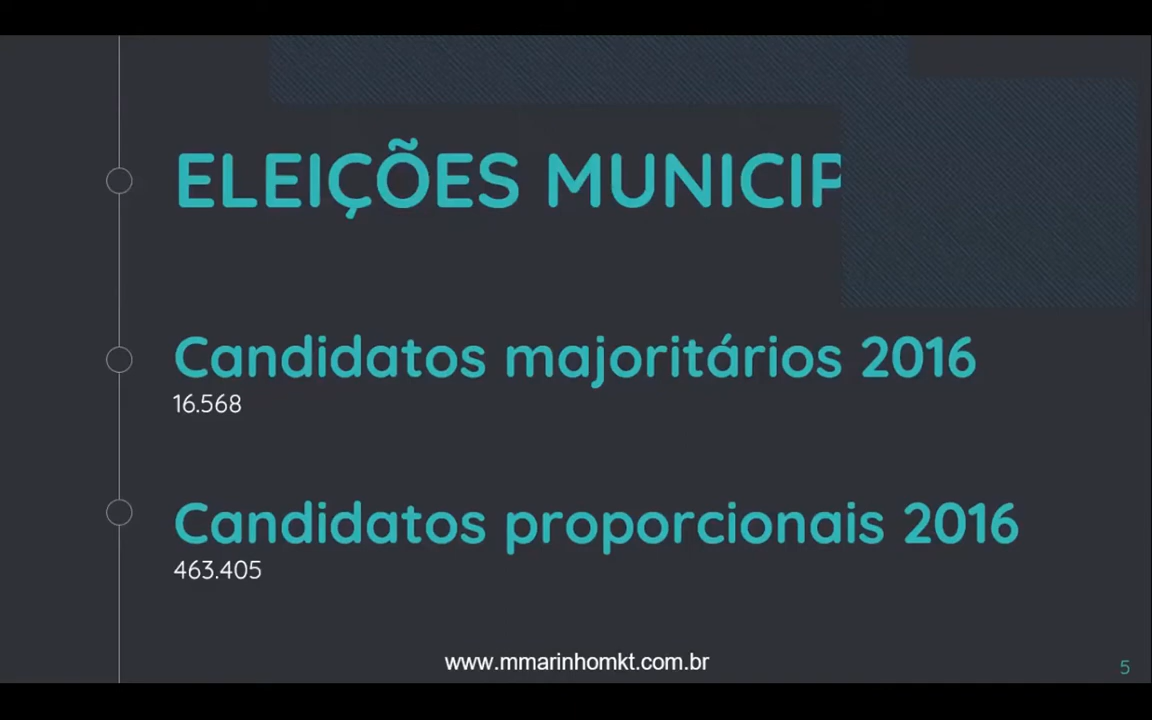 ELEIÇÕES MUNICIP
Candidatos majoritários 2016
16.568
Candidatos proporcionais 2016
463.405
www.mmarinhomkt.com.br
5